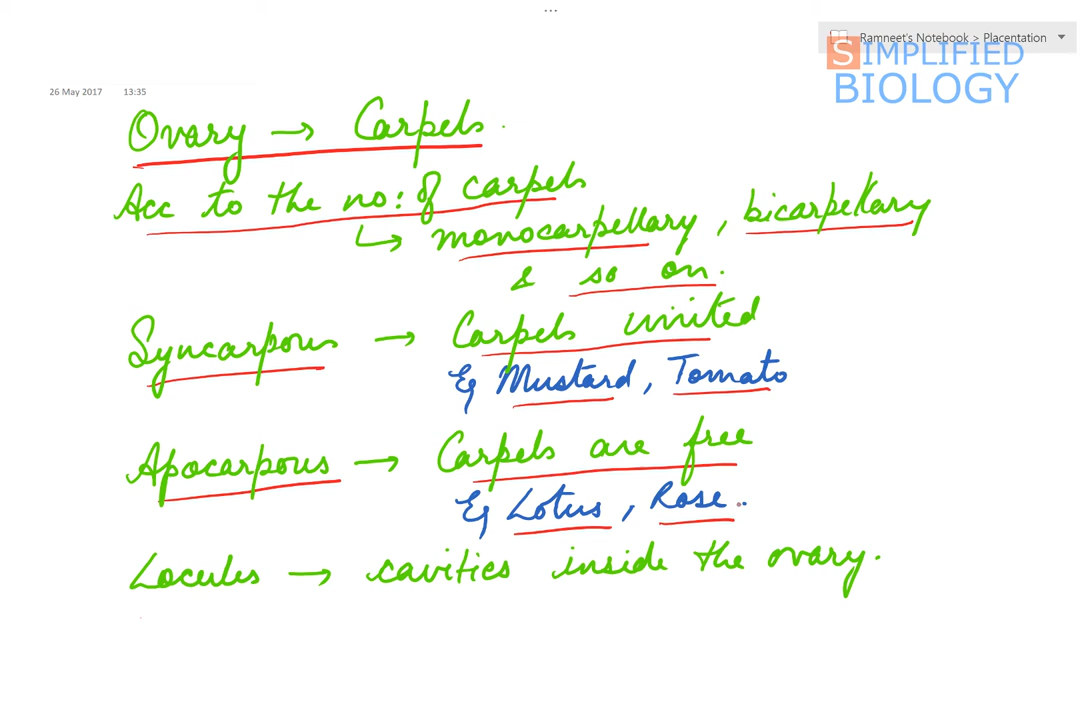 ...
Ramneet's Notebook > Placentation
SIMPLIFIED
BIOLOGY
26 May 2017 13:35
Ovary → Carpels.
Acc to the no: of carpels
↳ monocarpellary, bicarpellary
& so on.
Syncarpous → Carpels united
Eg Mustard, Tomato
Apocarpous → Carpels are free
Eg Lotus, Rose..
Locules → cavities inside the ovary.